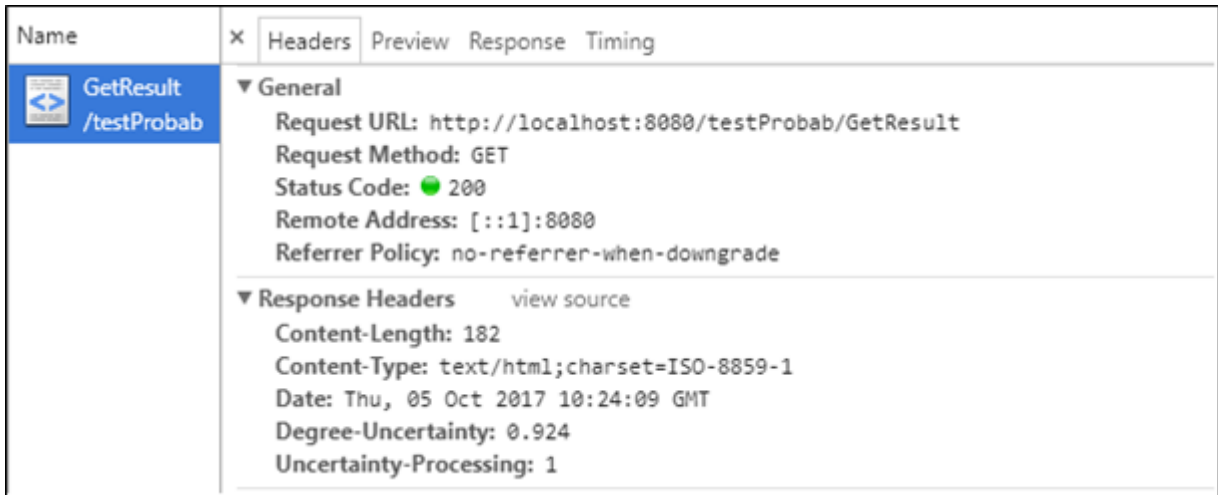 Name
× Headers Preview Response Timing
GetResult
/testProbab
▼ General
Request URL: http://localhost:8080/testProbab/GetResult
Request Method: GET
Status Code: 200
Remote Address: [::1]:8080
Referrer Policy: no-referrer-when-downgrade
▼ Response Headers view source
Content-Length: 182
Content-Type: text/html;charset=ISO-8859-1
Date: Thu, 05 Oct 2017 10:24:09 GMT
Degree-Uncertainty: 0.924
Uncertainty-Processing: 1